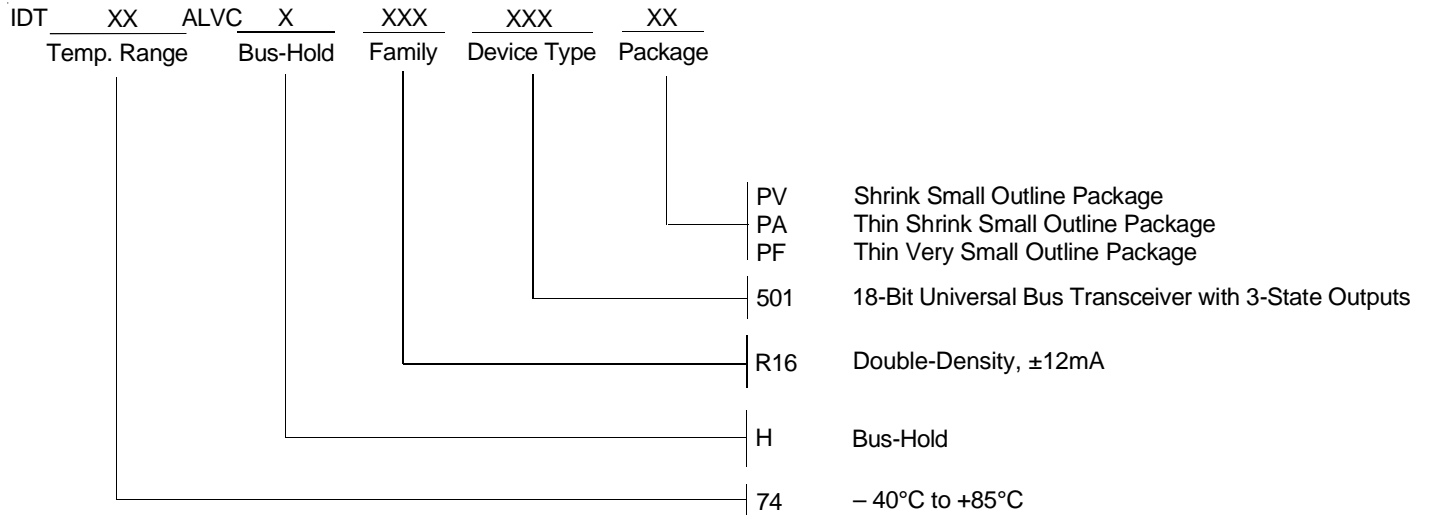 IDT XX ALVC X XXX XXX XX
Temp. Range Bus-Hold Family Device Type Package
PV Shrink Small Outline Package
PA Thin Shrink Small Outline Package
PF Thin Very Small Outline Package
501 18-Bit Universal Bus Transceiver with 3-State Outputs
R16 Double-Density, ±12mA
H Bus-Hold
74 – 40°C to +85°C